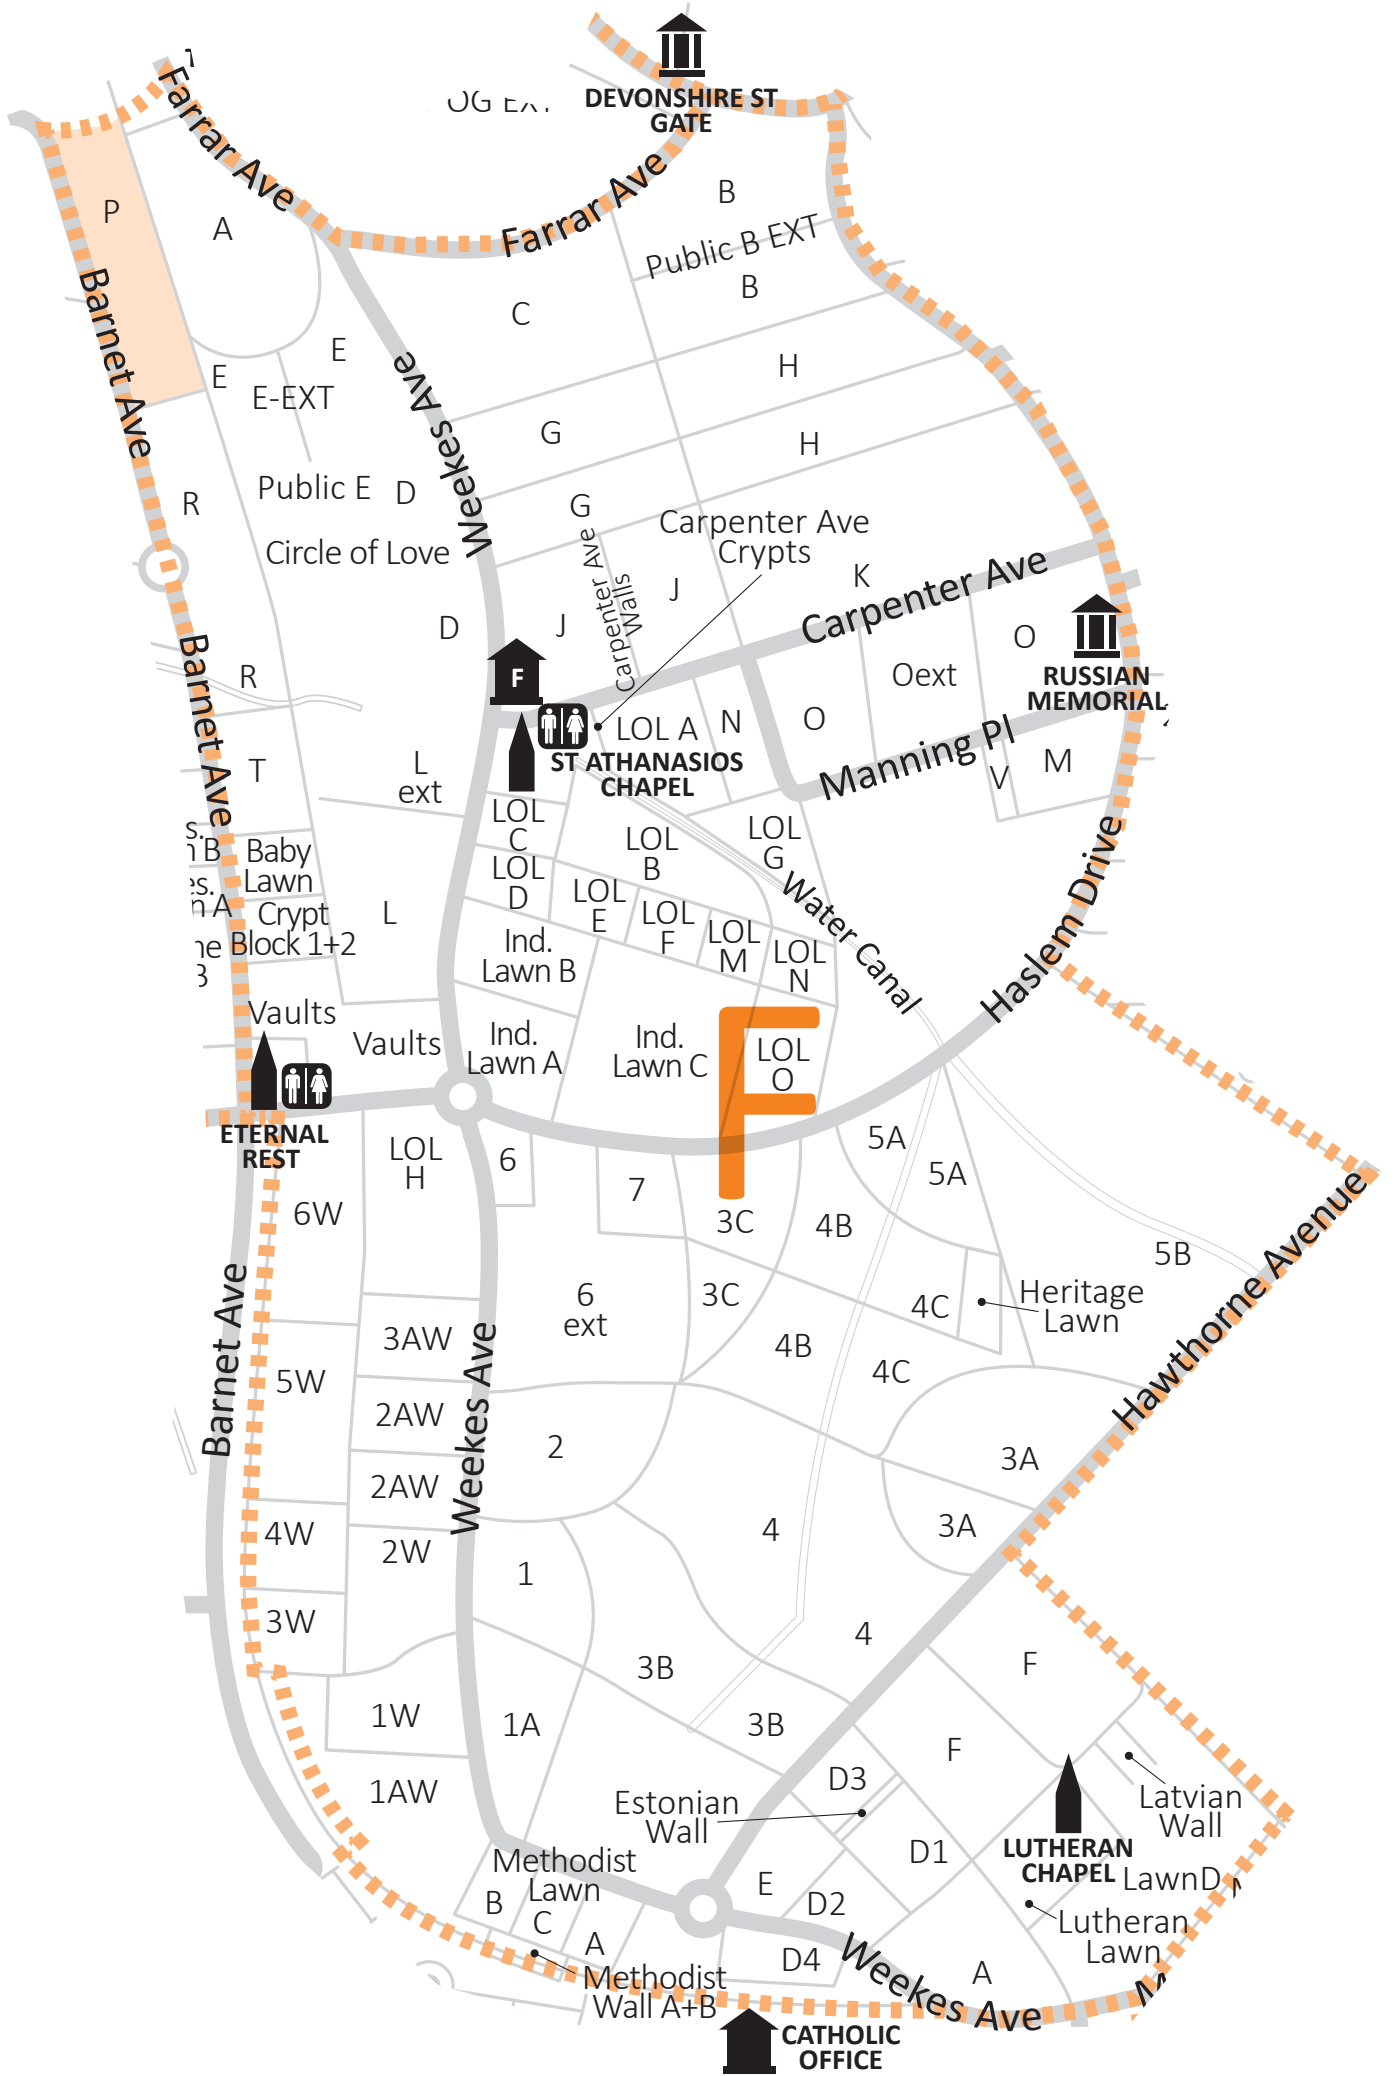 DEVONSHIRE ST
GATE
Farrar Ave
Farrar Ave
B
P
A
Public B EXT
B
C
Barnet Ave
E
H
E
E-EXT
Weekes Ave
G
H
Public E
D
R
G
Carpenter Ave
Crypts
Circle of Love
Carpenter Ave
Walls
K
Carpenter Ave
J
D
J
O
F
Oext
RUSSIAN
MEMORIAL
Barnet Ave
R
LOL A
N
O
Manning Pl
M
V
T
L
ext
ST ATHANASIOS
CHAPEL
LOL
C
LOL
B
LOL
G
Baby
Lawn
LOL
D
LOL
E
LOL
F
LOL
M
LOL
N
Water Canal
Haslem Drive
A
Crypt
Block 1+2
L
Ind.
Lawn B
Vaults
Vaults
Ind.
Lawn A
Ind.
Lawn C
LOL
O
F
ETERNAL
REST
LOL
H
6
7
5A
5A
6W
3C
4B
5B
Hawthorne Avenue
Barnet Ave
6
ext
3C
4C
Heritage
Lawn
3AW
4B
4C
5W
2AW
Weekes Ave
2
3A
2AW
4W
2W
4
3A
1
3W
4
3B
F
1W
1A
3B
F
1AW
D3
Estonian
Wall
Latvian
Wall
D1
LUTHERAN
CHAPEL
LawnD
Methodist
Lawn
B
C
A
E
D2
Lutheran
Lawn
D4
Weekes Ave
A
Methodist
Wall A+B
CATHOLIC
OFFICE